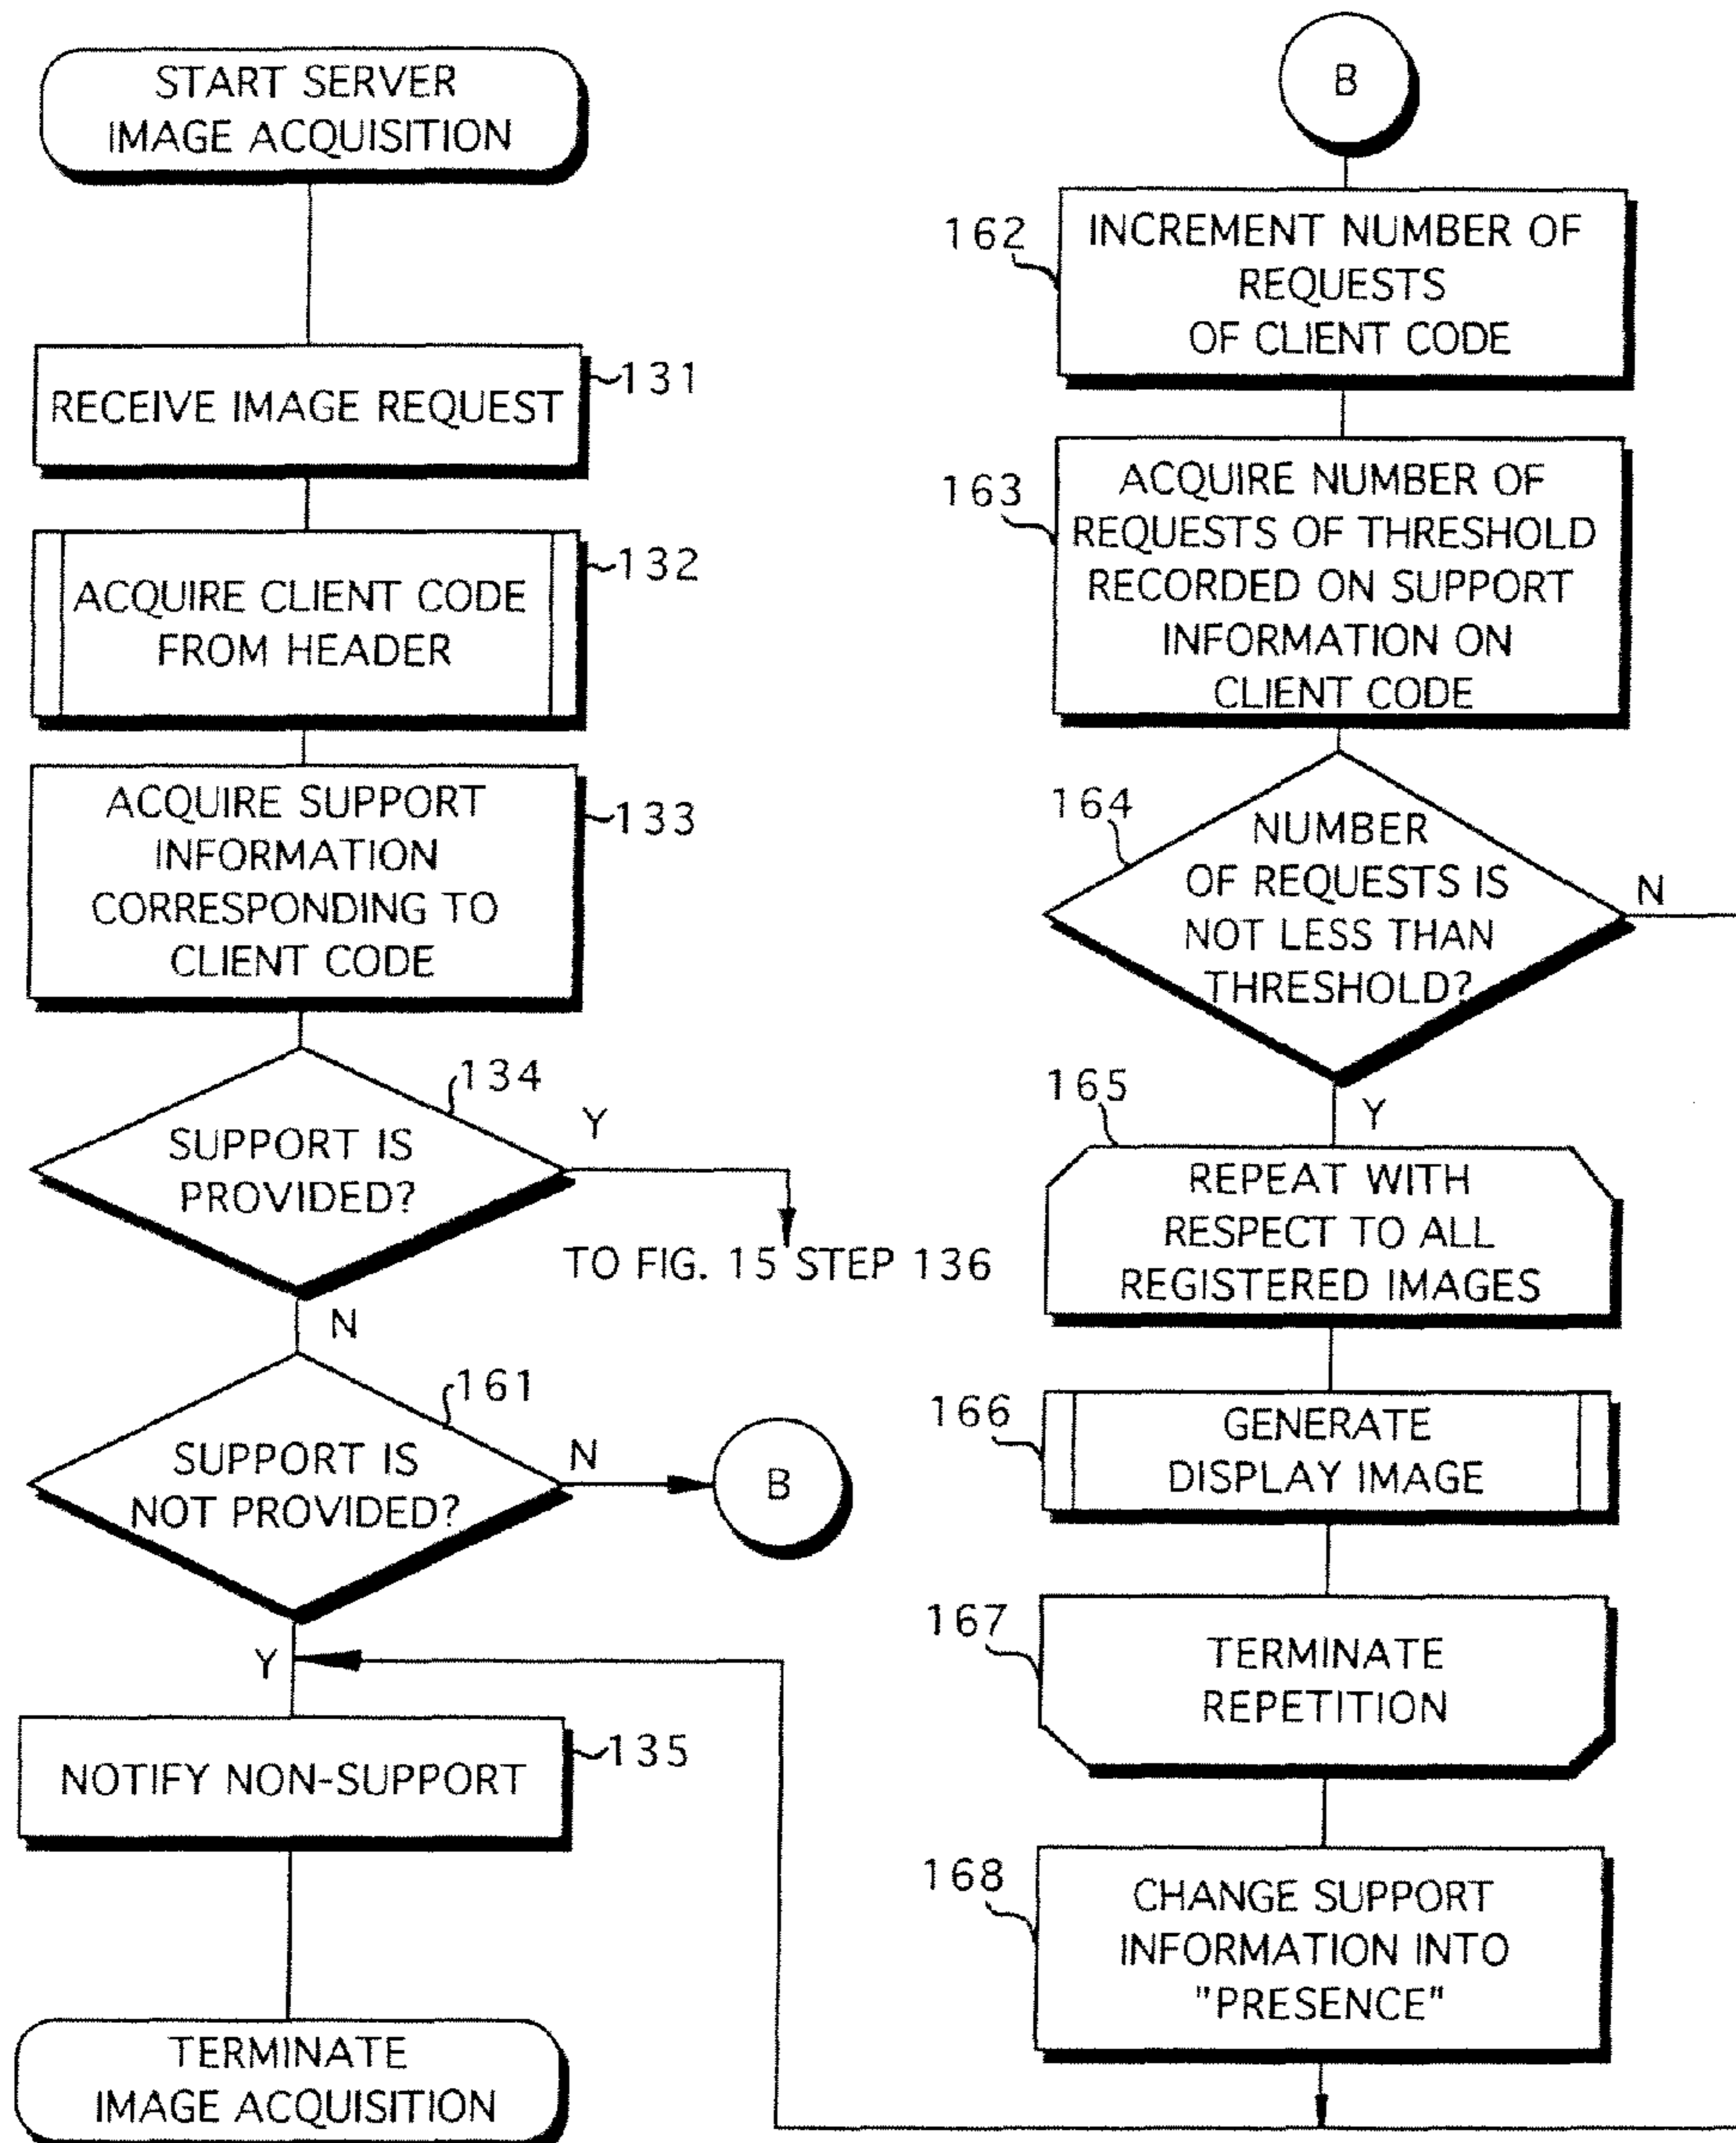 START SERVER
IMAGE ACQUISITION
RECEIVE IMAGE REQUEST
131
ACQUIRE CLIENT CODE
FROM HEADER
132
ACQUIRE SUPPORT
INFORMATION
CORRESPONDING TO
CLIENT CODE
133
134
SUPPORT IS
PROVIDED?
Y
TO FIG. 15 STEP 136
N
161
SUPPORT IS
NOT PROVIDED?
N
B
Y
NOTIFY NON-SUPPORT
135
TERMINATE
IMAGE ACQUISITION
B
162
INCREMENT NUMBER OF
REQUESTS
OF CLIENT CODE
163
ACQUIRE NUMBER OF
REQUESTS OF THRESHOLD
RECORDED ON SUPPORT
INFORMATION ON
CLIENT CODE
164
NUMBER
OF REQUESTS IS
NOT LESS THAN
THRESHOLD?
N
Y
165
REPEAT WITH
RESPECT TO ALL
REGISTERED IMAGES
166
GENERATE
DISPLAY IMAGE
167
TERMINATE
REPETITION
168
CHANGE SUPPORT
INFORMATION INTO
"PRESENCE"